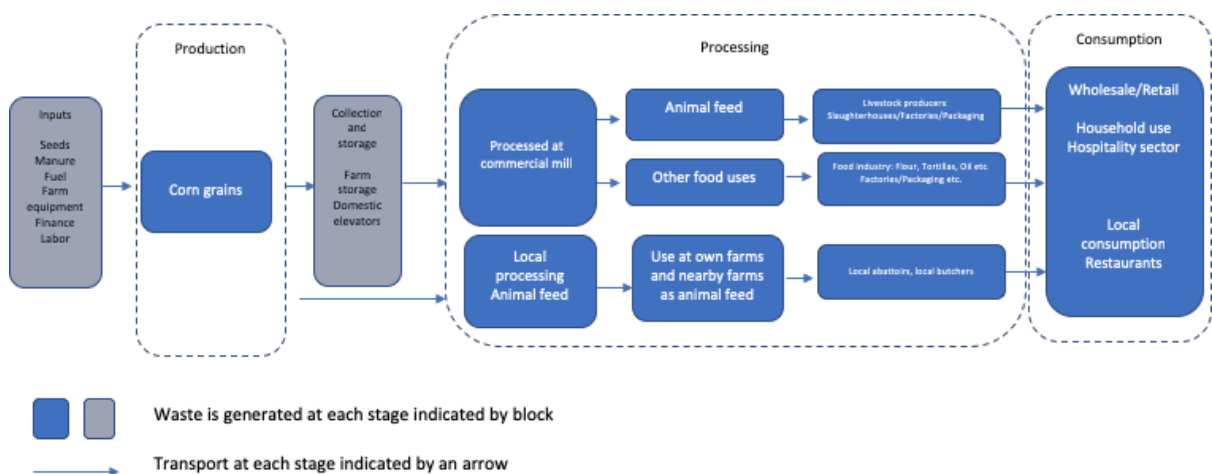 Production
Processing
Consumption
Inputs
Seeds
Manure
Fuel
Farm
equipment
Finance
Labor
Corn grains
Collection
and
storage
Farm
storage
Domestic
elevators
Processed at
commercial mill
Animal feed
Livestock producers
Slaughterhouses/Factories/Packaging
Other food uses
Food industry: Flour, Tortillas, Oil etc.
Factories/Packaging etc.
Local
processing
Animal feed
Use at own farms
and nearby farms
as animal feed
Local abattoirs, local butchers
Wholesale/Retail
Household use
Hospitality sector
Local
consumption
Restaurants
Waste is generated at each stage indicated by block
Transport at each stage indicated by an arrow